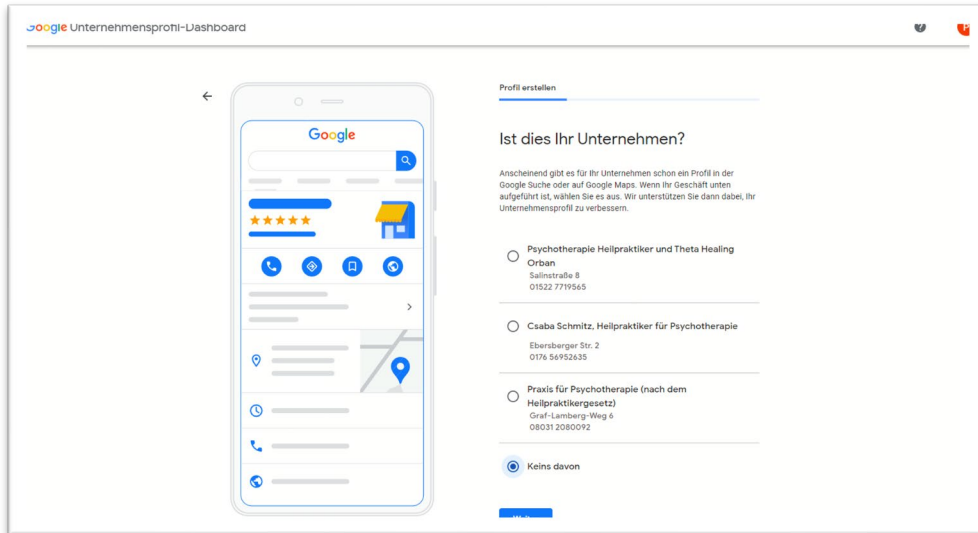 Google Unternehmensprofil-Dashboard
Profil erstellen
Google
Ist dies Ihr Unternehmen?
Anscheinend gibt es für Ihr Unternehmen schon ein Profil in der
Google Suche oder auf Google Maps. Wenn Ihr Geschäft unten
aufgeführt ist, wählen Sie es aus. Wir unterstützen Sie dann dabei, Ihr
Unternehmensprofil zu verbessern.
Psychotherapie Heilpraktiker und Theta Healing
Orban
Salinstraße 8
01522 7719565
Csaba Schmitz, Heilpraktiker für Psychotherapie
Ebersberger Str. 2
0176 56952635
Praxis für Psychotherapie (nach dem
Heilpraktikergesetz)
Graf-Lamberg-Weg 6
08031 2080092
Keins davon